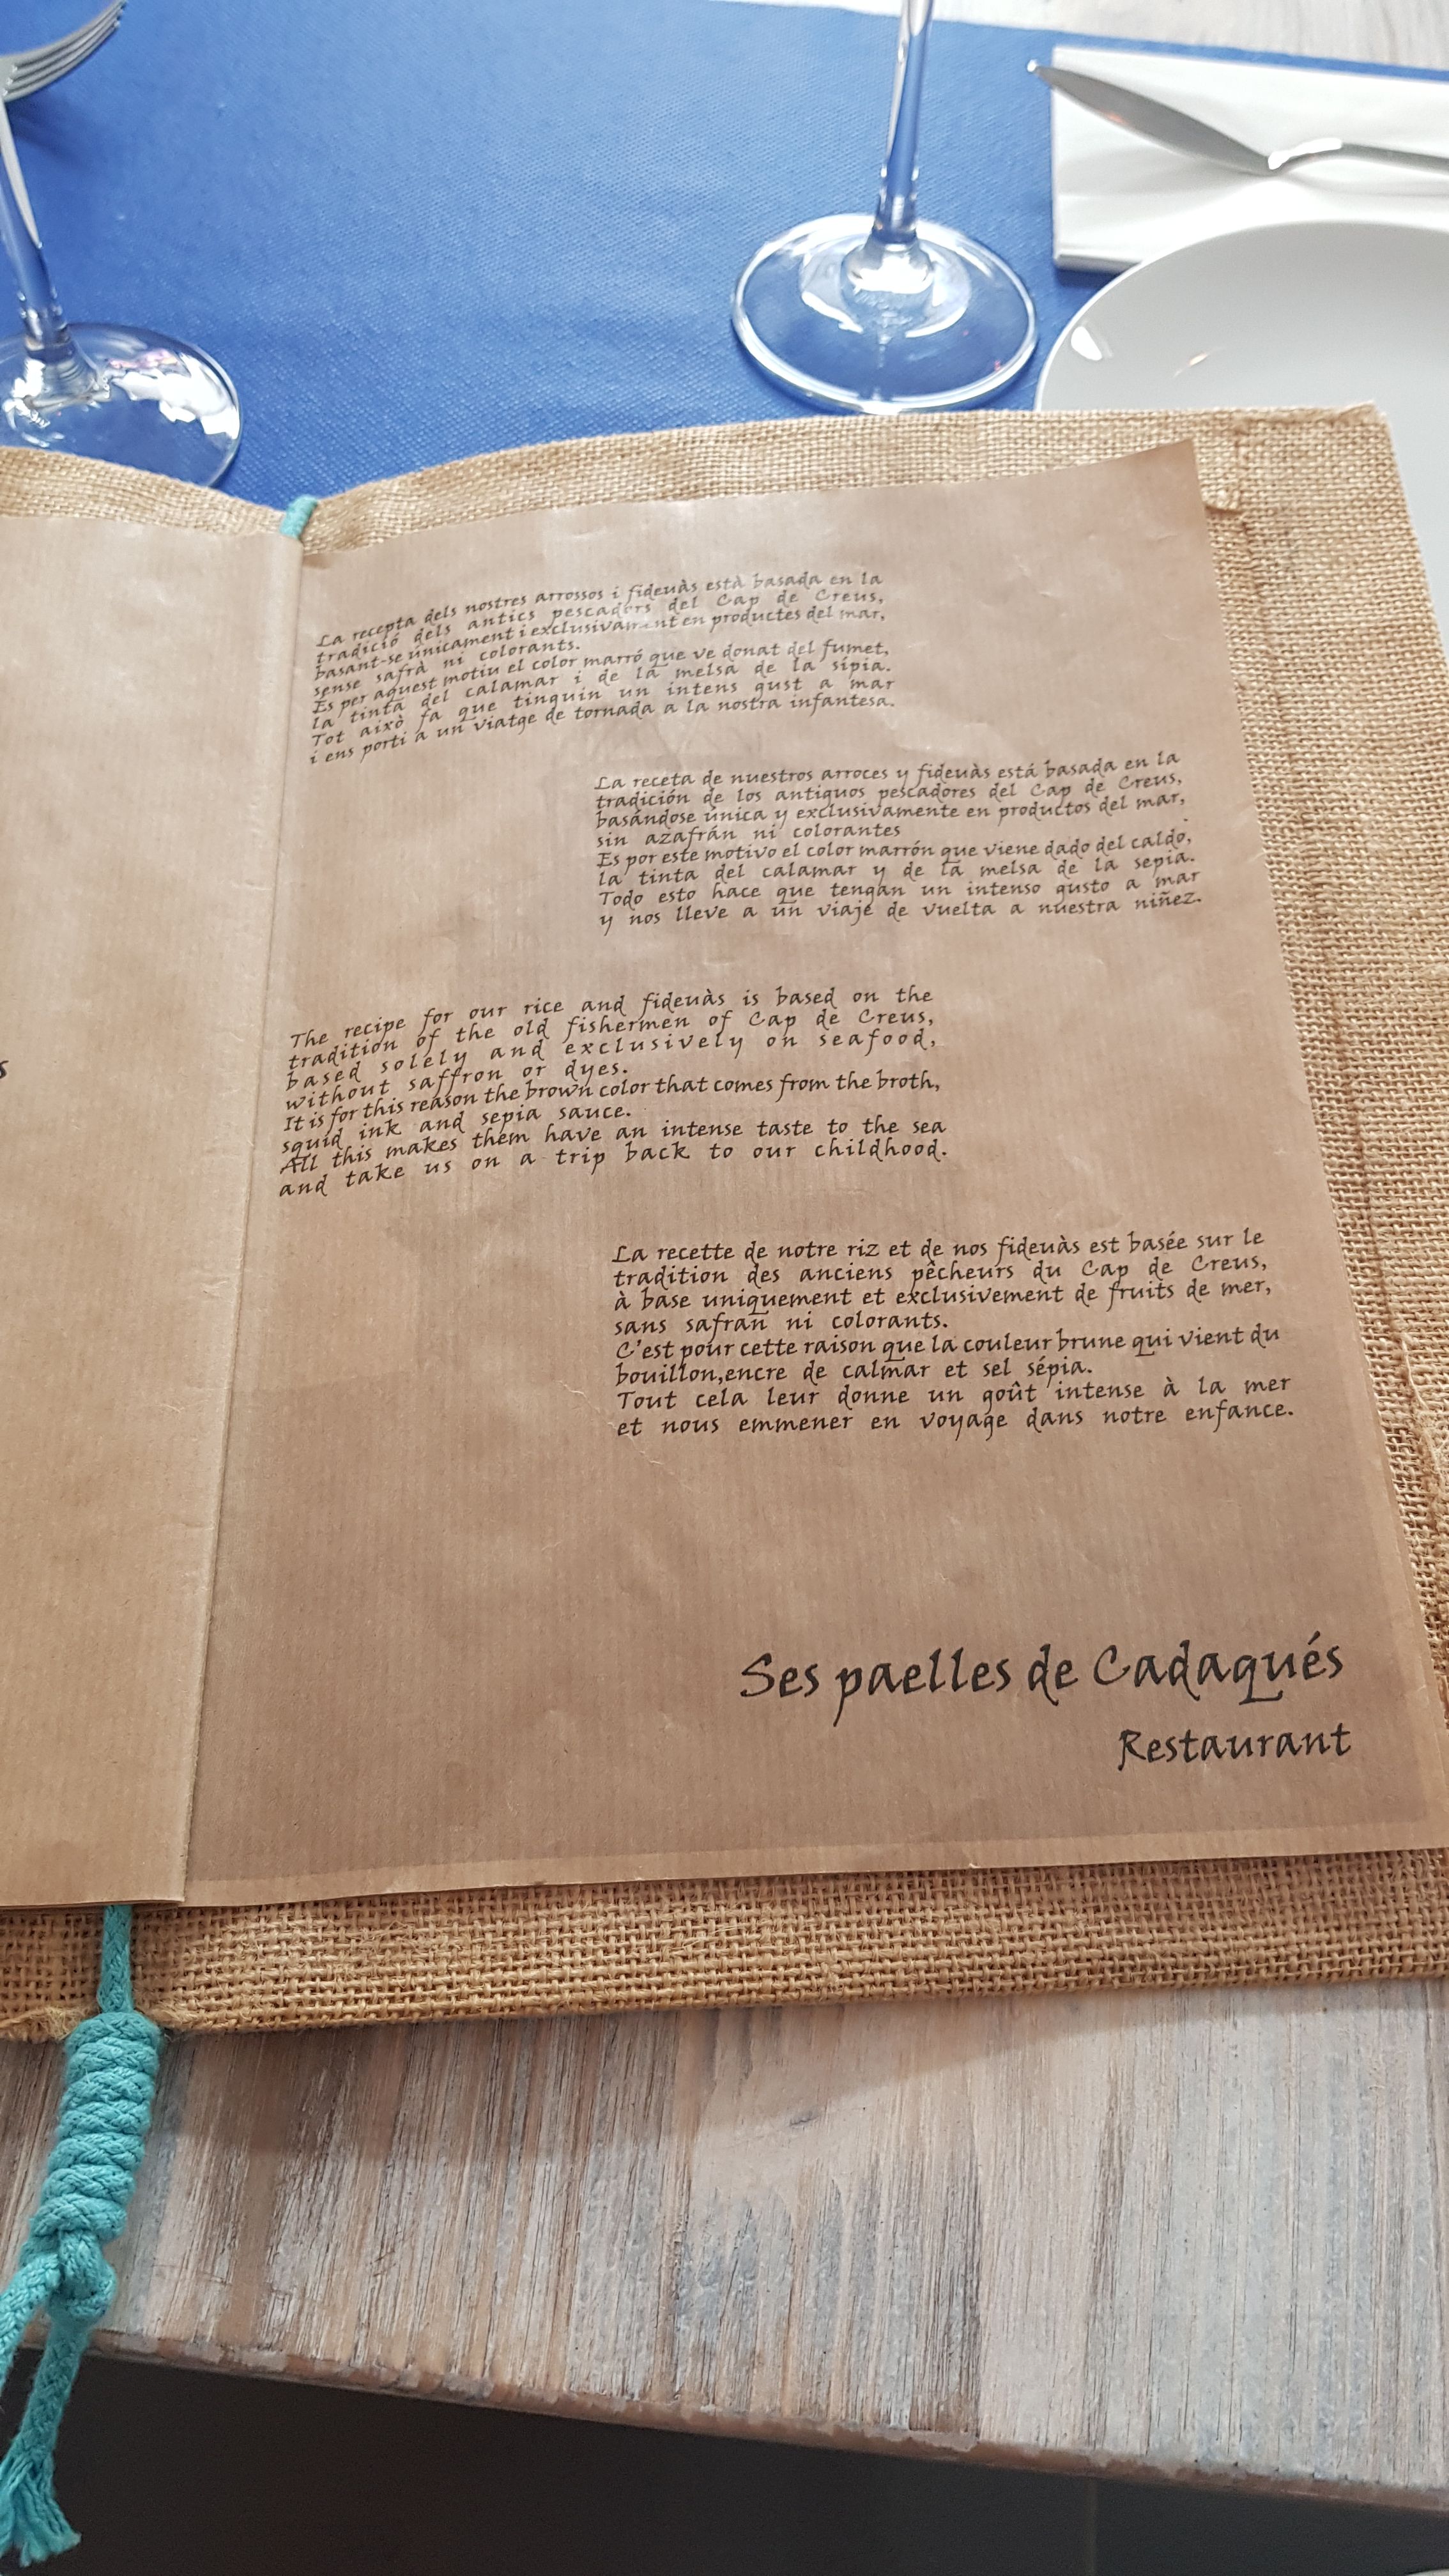 La recepta dels nostres arrossos i fideuàs està basada en la
tradició dels antics pescadors del Cap de Creus,
basant-se únicament i exclusivament en productes del mar,
sense safrà ni colorants.
Es per aquest motiu el color marró que ve donat del fumet,
la tinta del calamar i de la melsa de la sípia.
Tot això fa que tinguin un intens gust a mar
i ens porti a un viatge de tornada a la nostra infantesa.
La receta de nuestros arroces y fideuàs está basada en la
tradición de los antiguos pescadores del Cap de Creus,
basándose única y exclusivamente en productos del mar,
sin azafrán ni colorantes
Es por este motivo el color marrón que viene dado del caldo,
la tinta del calamar y de la melsa de la sepia.
Todo esto hace que tengan un intenso gusto a mar
y nos lleve a un viaje de vuelta a nuestra niñez.
The recipe for our rice and fideuàs is based on the
tradition of the old fishermen of Cap de Creus,
based solely and exclusively on seafood,
without saffron or dyes.
It is for this reason the brown color that comes from the broth,
squid ink and sepia sauce.
All this makes them have an intense taste to the sea
and take us on a trip back to our childhood.
La recette de notre riz et de nos fideuàs est basée sur le
tradition des anciens pêcheurs du Cap de Creus,
à base uniquement et exclusivement de fruits de mer,
sans safran ni colorants.
C'est pour cette raison que la couleur brune qui vient du
bouillon,encre de calmar et sel sépia.
Tout cela leur donne un goût intense à la mer
et nous emmener en voyage dans notre enfance.
Ses paelles de Cadaqués
Restaurant